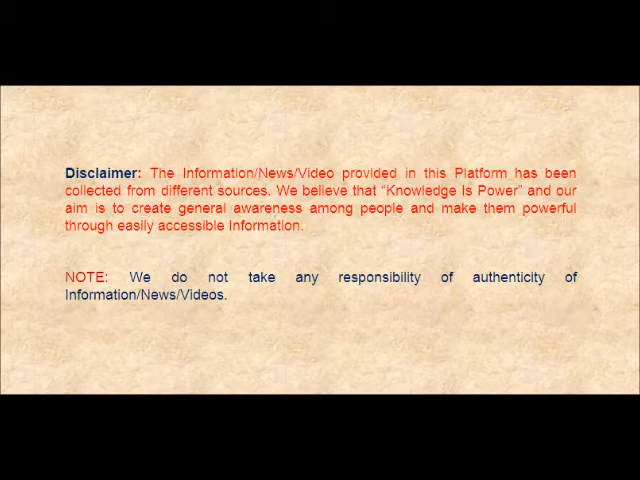 Disclaimer: The Information/News/Video provided in this Platform has been
collected from different sources. We believe that “Knowledge Is Power” and our
aim is to create general awareness among people and make them powerful
through easily accessible Information.
NOTE: We do not take any responsibility of authenticity of
Information/News/Videos.